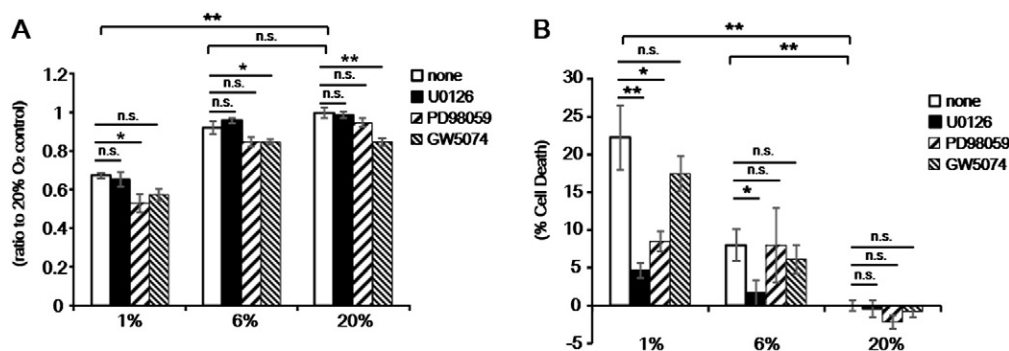 A
**
n.s.
1.2
1
0.8
0.6
0.4
0.2
0
(ratio to 20% O₂ control)
n.s.
*
n.s.
*
n.s.
n.s.
**
n.s.
n.s.
none
U0126
PD98059
GW5074
1%
6%
20%
B
**
**
30
25
20
15
10
5
0
-5
(% Cell Death)
n.s.
*
**
n.s.
n.s.
*
n.s.
n.s.
n.s.
none
U0126
PD98059
GW5074
1%
6%
20%